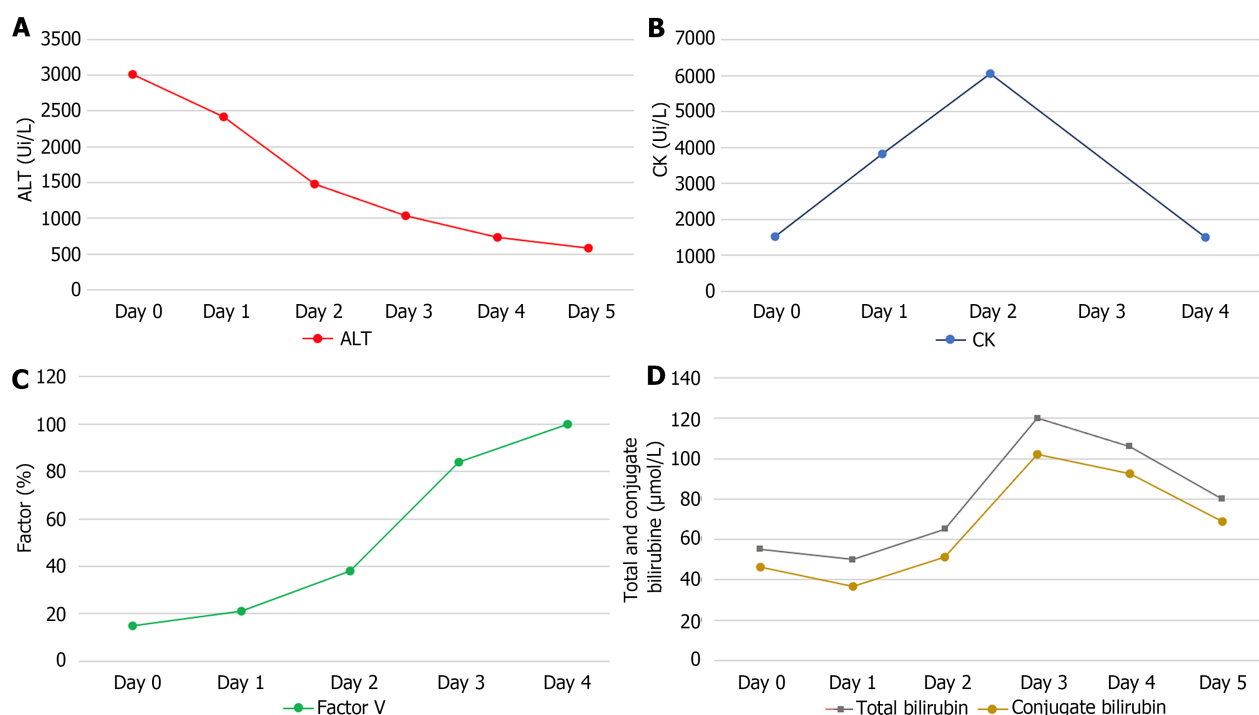 A
3500
3000
2500
2000
1500
1000
500
0
ALT (Ui/L)
Day 0 Day 1 Day 2 Day 3 Day 4 Day 5
ALT
B
7000
6000
5000
4000
3000
2000
1000
0
CK (Ui/L)
Day 0 Day 1 Day 2 Day 3 Day 4
CK
C
120
100
80
60
40
20
0
Factor (%)
Day 0 Day 1 Day 2 Day 3 Day 4
Factor V
D
140
120
100
80
60
40
20
0
Total and conjugate
bilirubine (μmol/L)
Day 0 Day 1 Day 2 Day 3 Day 4 Day 5
Total bilirubin Conjugate bilirubin